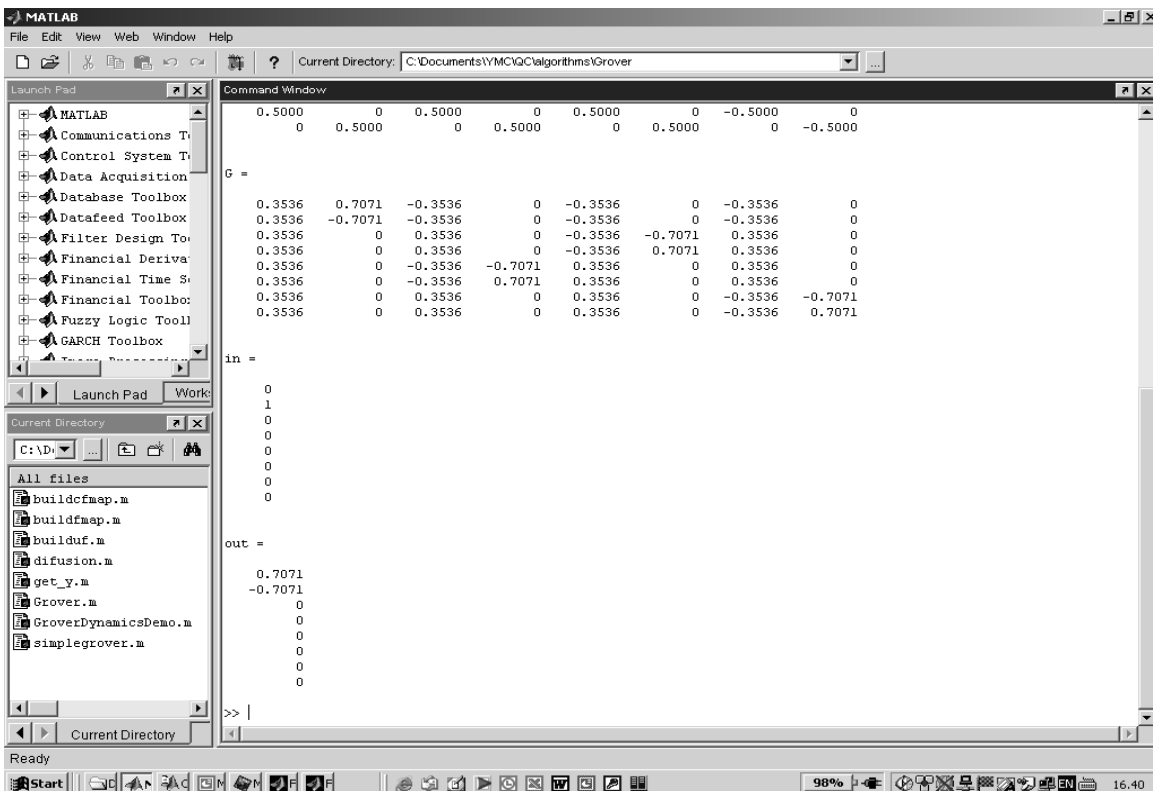 MATLAB
File Edit View Web Window Help
? Current Directory: C:\Documents\YMC\QC\algorithms\Grover
Launch Pad
MATLAB
Communications T
Control System T
Data Acquisition
Database Toolbox
Datafeed Toolbox
Filter Design To
Financial Deriva
Financial Time S
Financial Toolbo
Fuzzy Logic Tool
GARCH Toolbox
Launch Pad Works
Current Directory
C:\D
...
All files
buildcfmap.m
buildfmap.m
builduf.m
difusion.m
get_y.m
Grover.m
GroverDynamicsDemo.m
simplegrover.m
Current Directory
Command Window
0.5000 0 0.5000 0 0.5000 0 -0.5000 0
0 0.5000 0 0.5000 0 0.5000 0 -0.5000
G =
0.3536 0.7071 -0.3536 0 -0.3536 0 -0.3536 0
0.3536 -0.7071 -0.3536 0 -0.3536 0 -0.3536 0
0.3536 0 0.3536 0 -0.3536 -0.7071 0.3536 0
0.3536 0 0.3536 0 -0.3536 0.7071 0.3536 0
0.3536 0 -0.3536 -0.7071 0.3536 0 0.3536 0
0.3536 0 -0.3536 0.7071 0.3536 0 0.3536 0
0.3536 0 0.3536 0 0.3536 0 -0.3536 -0.7071
0.3536 0 0.3536 0 0.3536 0 -0.3536 0.7071
in =
0
1
0
0
0
0
0
0
out =
0.7071
-0.7071
0
0
0
0
0
0
>>
Ready
Start 98% EN 16.40